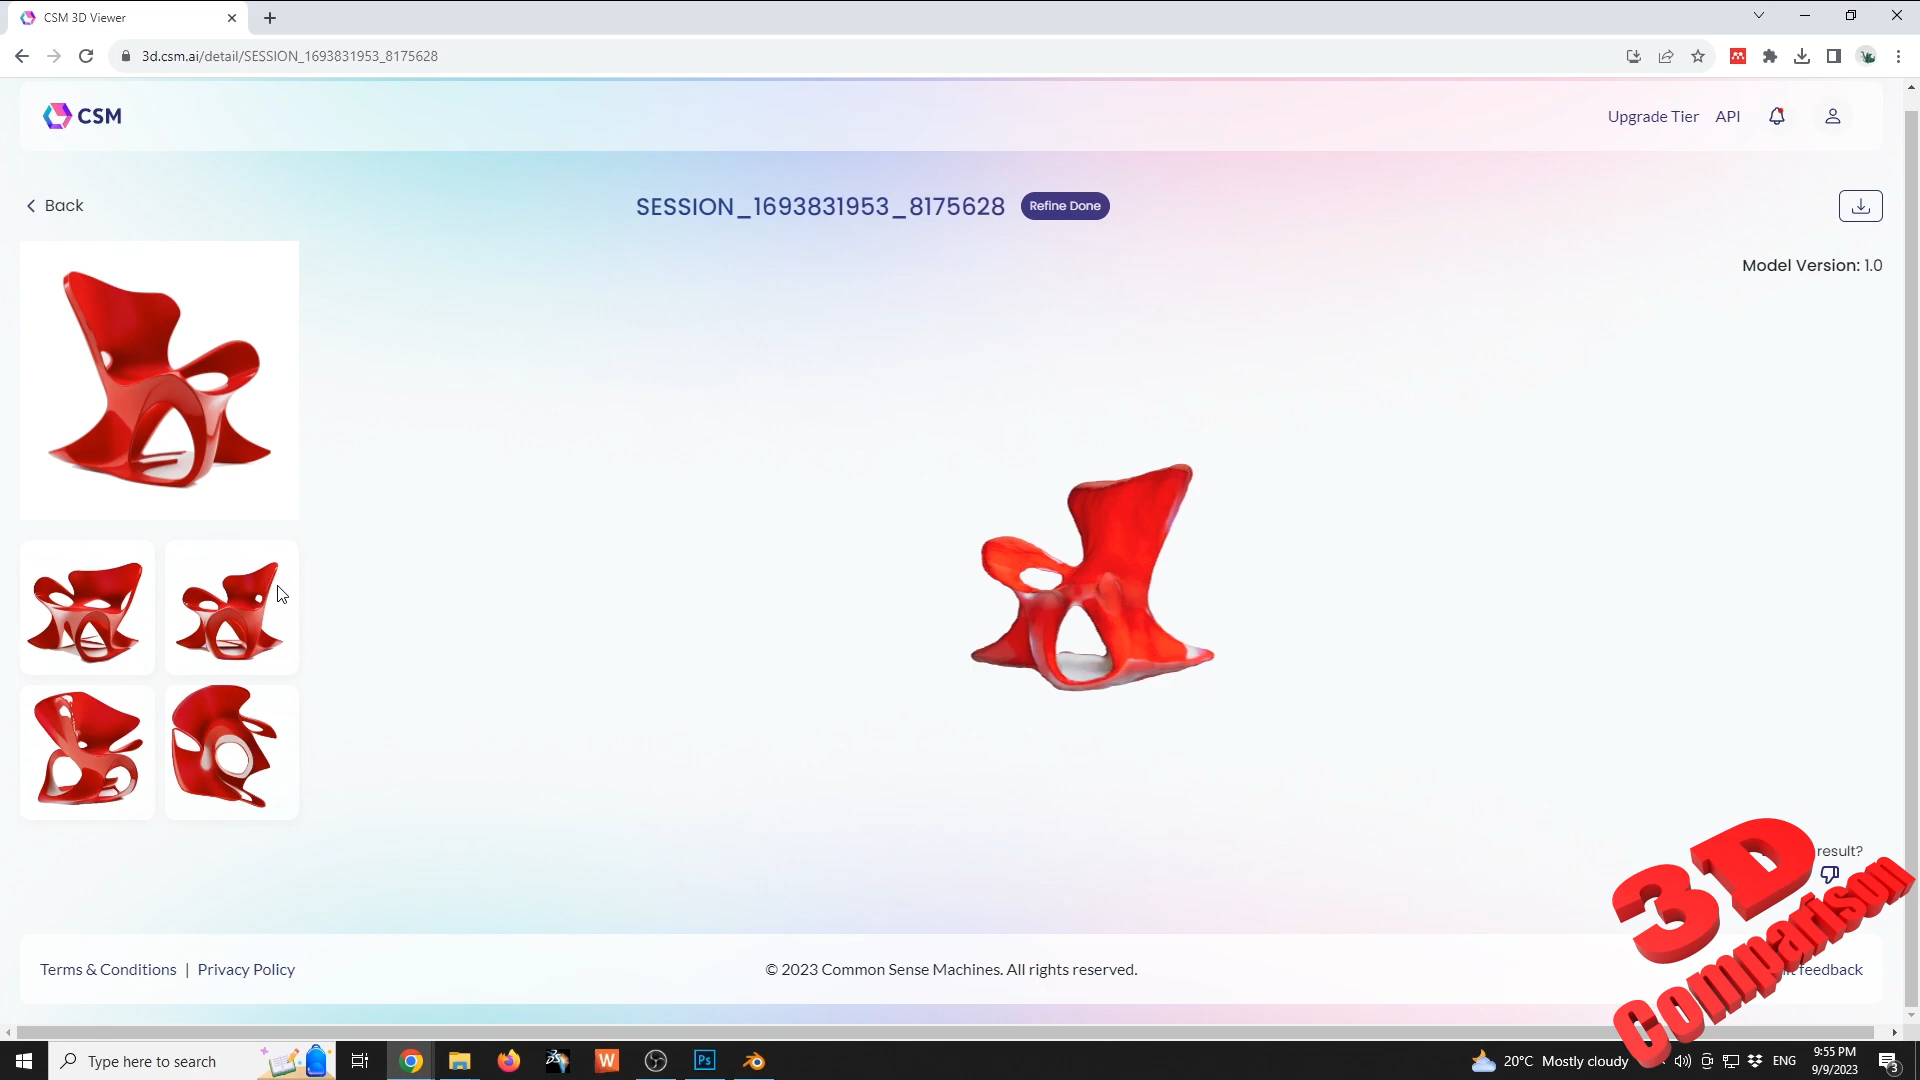 CSM 3D Viewer
3d.csm.ai/detail/SESSION_1693831953_8175628
CSM
Upgrade Tier API
Back
SESSION_1693831953_8175628 Refine Done
Model Version: 1.0
result?
3D
Comparison
Terms & Conditions | Privacy Policy
© 2023 Common Sense Machines. All rights reserved.
feedback
Type here to search
W
Ps
20°C Mostly cloudy
ENG
9:55 PM
9/9/2023
3